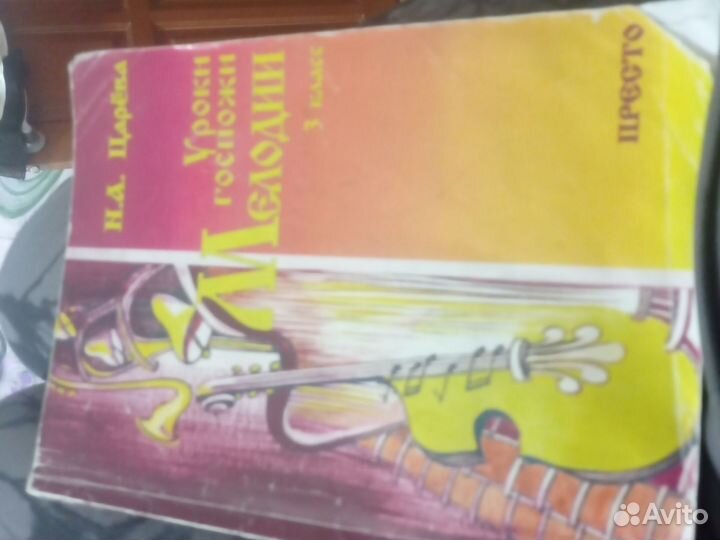 Н.А. Царёва
Уроки
госпожи
Мелодии
3 класс
ПРЕСТО
Avito